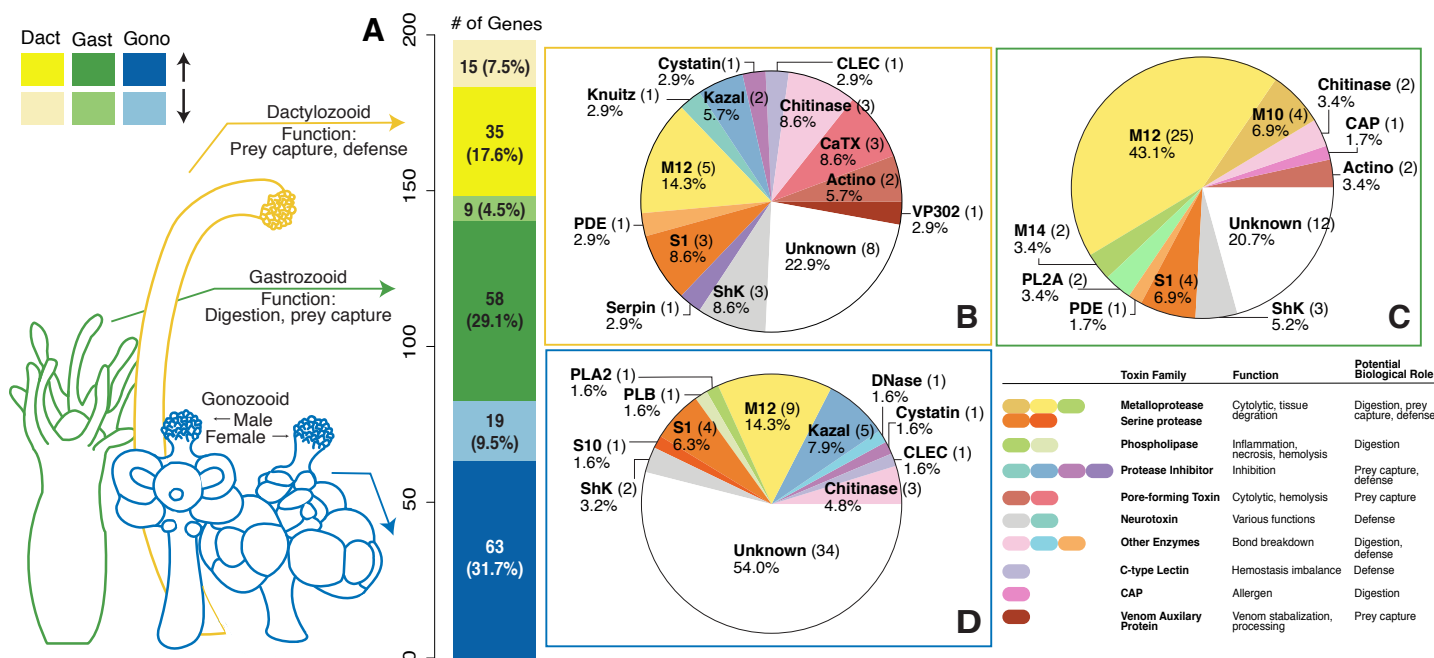 Dact Gast Gono
A
# of Genes
200
150
100
50
0
15 (7.5%)
35
(17.6%)
9 (4.5%)
58
(29.1%)
19
(9.5%)
63
(31.7%)
Dactylozooid
Function:
Prey capture, defense
Gastrozooid
Function:
Digestion, prey capture
Gonozooid
Male
Female
Cystatin(1)
2.9%
CLEC (1)
2.9%
Knuitz (1)
2.9%
Kazal (2)
5.7%
Chitinase (3)
8.6%
CaTX (3)
8.6%
M12 (5)
14.3%
Actino (2)
5.7%
PDE (1)
2.9%
VP302 (1)
2.9%
S1 (3)
8.6%
Unknown (8)
22.9%
Serpin (1)
2.9%
ShK (3)
8.6%
B
Chitinase (2)
3.4%
M10 (4)
6.9%
CAP (1)
1.7%
M12 (25)
43.1%
Actino (2)
3.4%
Unknown (12)
20.7%
M14 (2)
3.4%
PL2A (2)
3.4%
PDE (1)
1.7%
S1 (4)
6.9%
ShK (3)
5.2%
C
PLA2 (1)
1.6%
PLB (1)
1.6%
M12 (9)
14.3%
DNase (1)
1.6%
Cystatin (1)
1.6%
S1 (4)
6.3%
Kazal (5)
7.9%
S10 (1)
1.6%
CLEC (1)
1.6%
ShK (2)
3.2%
Chitinase (3)
4.8%
Unknown (34)
54.0%
D
Toxin Family Function Potential
Biological Role
Metalloprotease Cytolytic, tissue Digestion, prey
degration capture, defense
Serine protease
Phospholipase Inflammation, Digestion
necrosis, hemolysis
Protease Inhibitor Inhibition Prey capture,
defense
Pore-forming Toxin Cytolytic, hemolysis Prey capture
Neurotoxin Various functions Defense
Other Enzymes Bond breakdown Digestion,
defense
C-type Lectin Hemostasis imbalance Defense
CAP Allergen Digestion
Venom Auxilary Venom stabalization, Prey capture
Protein processing